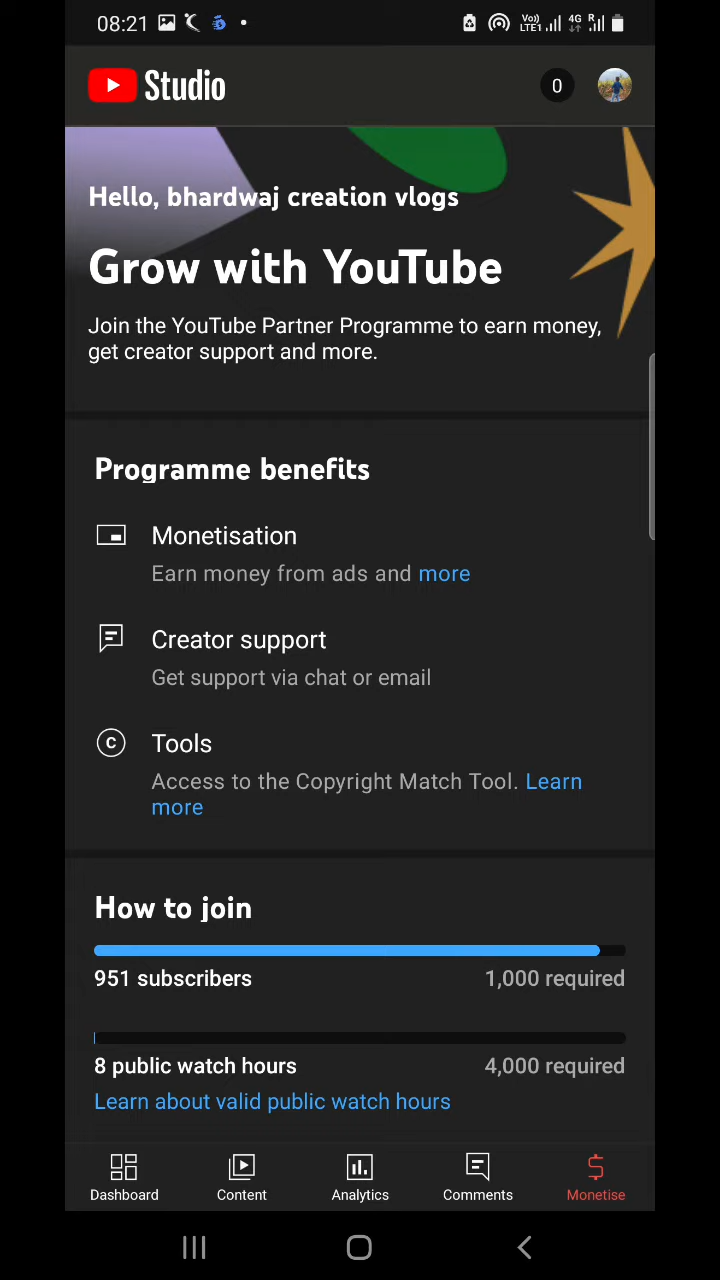 08:21
Vo)) LTE1 4G R
Studio
0
Hello, bhardwaj creation vlogs
Grow with YouTube
Join the YouTube Partner Programme to earn money,
get creator support and more.
Programme benefits
Monetisation
Earn money from ads and more
Creator support
Get support via chat or email
C
Tools
Access to the Copyright Match Tool. Learn
more
How to join
951 subscribers
1,000 required
8 public watch hours
4,000 required
Learn about valid public watch hours
Dashboard
Content
Analytics
Comments
Monetise